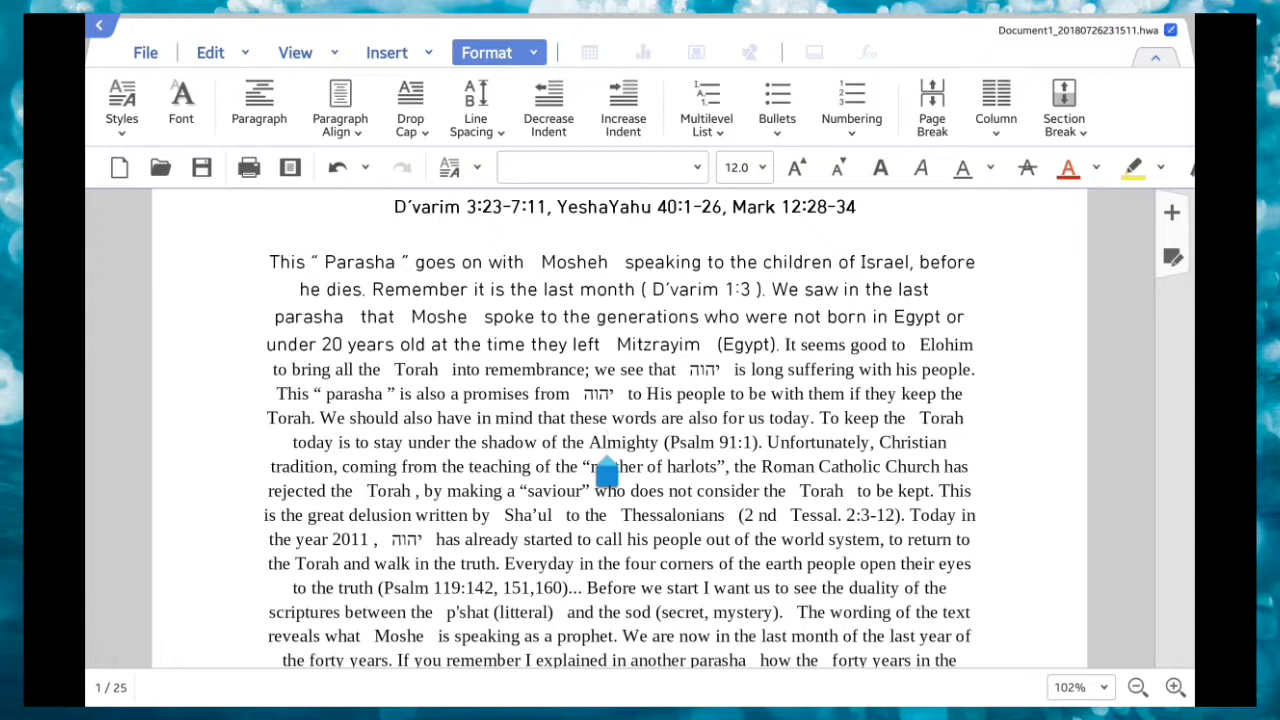 Document1_20180726231511.hwa
File Edit View Insert Format
Styles Font Paragraph Paragraph Align Drop Cap Line Spacing Decrease Indent Increase Indent Multilevel List Bullets Numbering Page Break Column Section Break
12.0
D´varim 3:23-7:11, YeshaYahu 40:1-26, Mark 12:28-34
This “ Parasha ” goes on with Mosheh speaking to the children of Israel, before
he dies. Remember it is the last month ( D´varim 1:3 ). We saw in the last
parasha that Moshe spoke to the generations who were not born in Egypt or
under 20 years old at the time they left Mitzrayim (Egypt). It seems good to Elohim
to bring all the Torah into remembrance; we see that יהוה is long suffering with his people.
This “ parasha ” is also a promises from יהוה to His people to be with them if they keep the
Torah. We should also have in mind that these words are also for us today. To keep the Torah
today is to stay under the shadow of the Almighty (Psalm 91:1). Unfortunately, Christian
tradition, coming from the teaching of the “mother of harlots”, the Roman Catholic Church has
rejected the Torah , by making a “saviour” who does not consider the Torah to be kept. This
is the great delusion written by Sha’ul to the Thessalonians (2 nd Tessal. 2:3-12). Today in
the year 2011 , יהוה has already started to call his people out of the world system, to return to
the Torah and walk in the truth. Everyday in the four corners of the earth people open their eyes
to the truth (Psalm 119:142, 151,160)... Before we start I want us to see the duality of the
scriptures between the p'shat (litteral) and the sod (secret, mystery). The wording of the text
reveals what Moshe is speaking as a prophet. We are now in the last month of the last year of
the forty years. If you remember I explained in another parasha how the forty years in the
1 / 25
102%